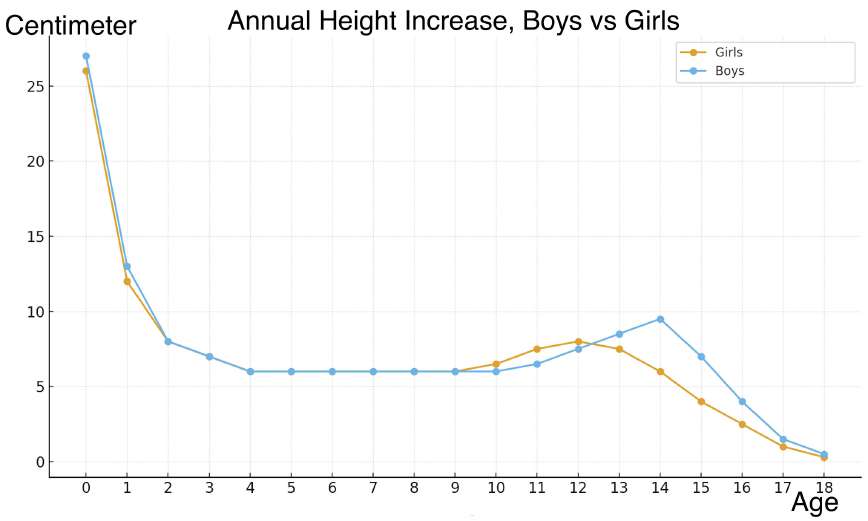 Centimeter
Annual Height Increase, Boys vs Girls
Girls
Boys
25
20
15
10
5
0
0 1 2 3 4 5 6 7 8 9 10 11 12 13 14 15 16 17 18
Age